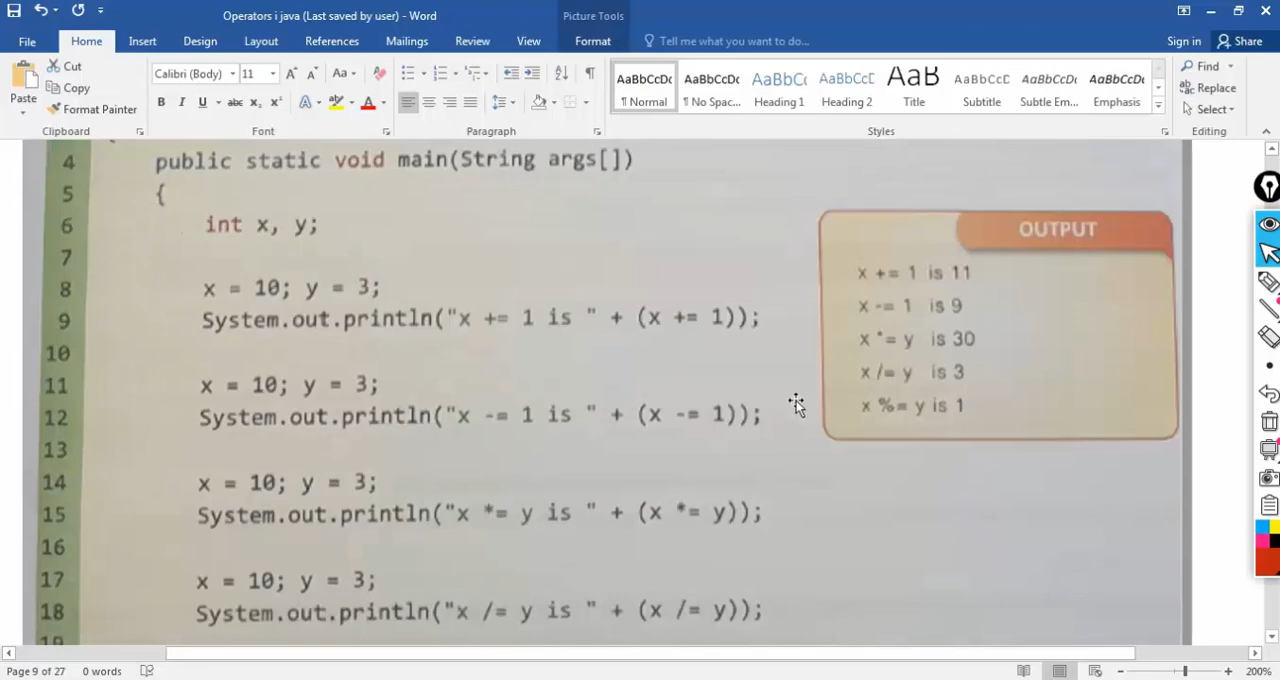 Operators i java (Last saved by user) - Word
Picture Tools
File
Home
Insert
Design
Layout
References
Mailings
Review
View
Format
Tell me what you want to do...
Sign in
Share
Paste
Cut
Copy
Format Painter
Clipboard
Calibri (Body)
11
Font
Paragraph
AaBbCcDc
¶ Normal
AaBbCcDc
¶ No Spac...
AaBbC
Heading 1
AaBbCcC
Heading 2
AaB
Title
AaBbCcD
Subtitle
AaBbCcDc
Subtle Em...
AaBbCcDc
Emphasis
Styles
Find
Replace
Select
Editing
4 public static void main(String args[])
5 {
6 int x, y;
7
8 x = 10; y = 3;
9 System.out.println("x += 1 is " + (x += 1));
10
11 x = 10; y = 3;
12 System.out.println("x -= 1 is " + (x -= 1));
13
14 x = 10; y = 3;
15 System.out.println("x *= y is " + (x *= y));
16
17 x = 10; y = 3;
18 System.out.println("x /= y is " + (x /= y));
OUTPUT
x += 1 is 11
x -= 1 is 9
x *= y is 30
x /= y is 3
x %= y is 1
Page 9 of 27
0 words
200%